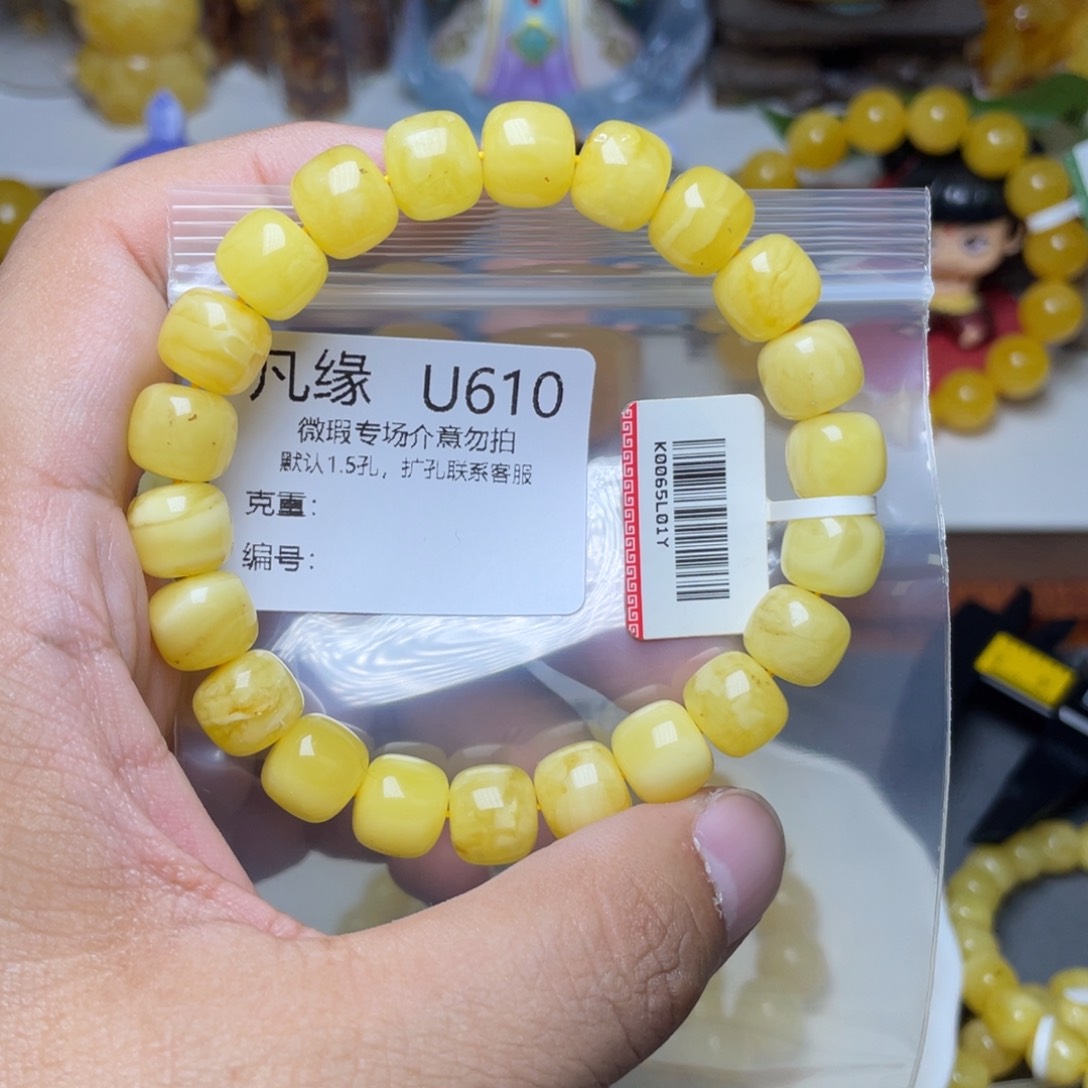 凡缘 U610
微瑕专场介意勿拍
默认1.5孔，扩孔联系客服
克重：
编号：
K0065L01Y